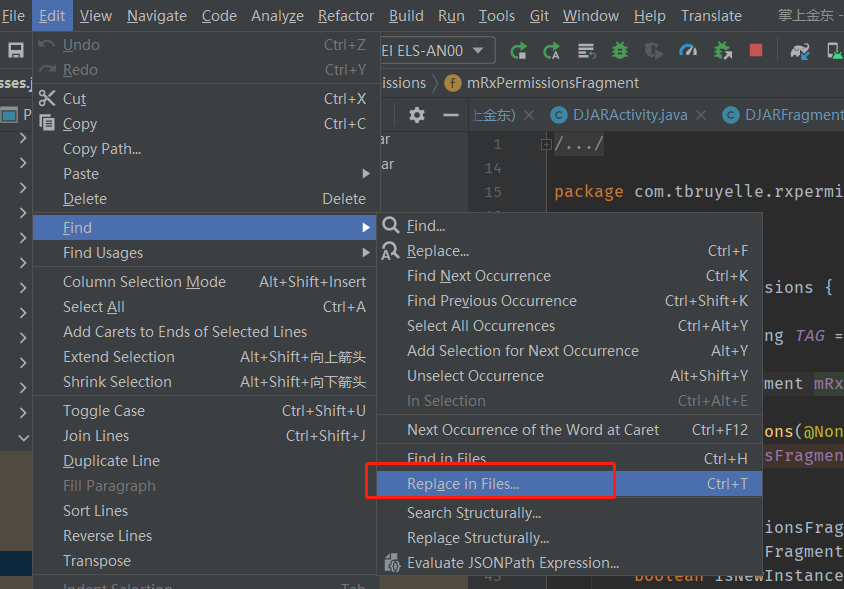 File Edit View Navigate Code Analyze Refactor Build Run Tools Git Window Help Translate 掌上金东 -
Undo Ctrl+Z
Redo Ctrl+Y
Cut Ctrl+X
Copy Ctrl+C
Copy Path...
Paste
Delete Delete
Find
Find Usages
Column Selection Mode Alt+Shift+Insert
Select All Ctrl+A
Add Carets to Ends of Selected Lines
Extend Selection Alt+Shift+向上箭头
Shrink Selection Alt+Shift+向下箭头
Toggle Case Ctrl+Shift+U
Join Lines Ctrl+Shift+J
Duplicate Line
Fill Paragraph
Sort Lines
Reverse Lines
Transpose
Indent Selection Tab
sses.j
P
EI ELS-AN00
issions f mRxPermissionsFragment
上金东) C DJARActivity.java C DJARFragment
ar
ar
1 /.../
14
15 package com.tbruyelle.rxpermi
Find...
Replace... Ctrl+F
Find Next Occurrence Ctrl+K
Find Previous Occurrence Ctrl+Shift+K
Select All Occurrences Ctrl+Alt+Y
Add Selection for Next Occurrence Alt+Y
Unselect Occurrence Alt+Shift+Y
In Selection Ctrl+Alt+E
Next Occurrence of the Word at Caret Ctrl+F12
Find in Files Ctrl+H
Replace in Files... Ctrl+T
Search Structurally...
Replace Structurally...
Evaluate JSONPath Expression...
sions {
ng TAG =
ment mRx
ons(@Non
sFragmen
ionsFrag
Fragment
43 boolean isNewInstance